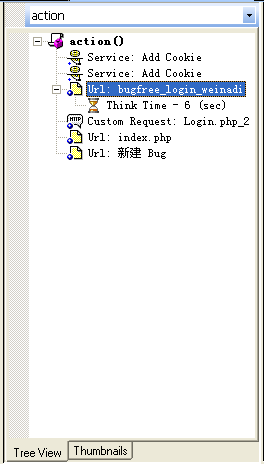 action
action()
Service: Add Cookie
Service: Add Cookie
Url: bugfree_login_weinadi
Think Time - 6 (sec)
HTTP
Custom Request: Login.php_2
Url: index.php
Url: 新建 Bug
Tree View
Thumbnails